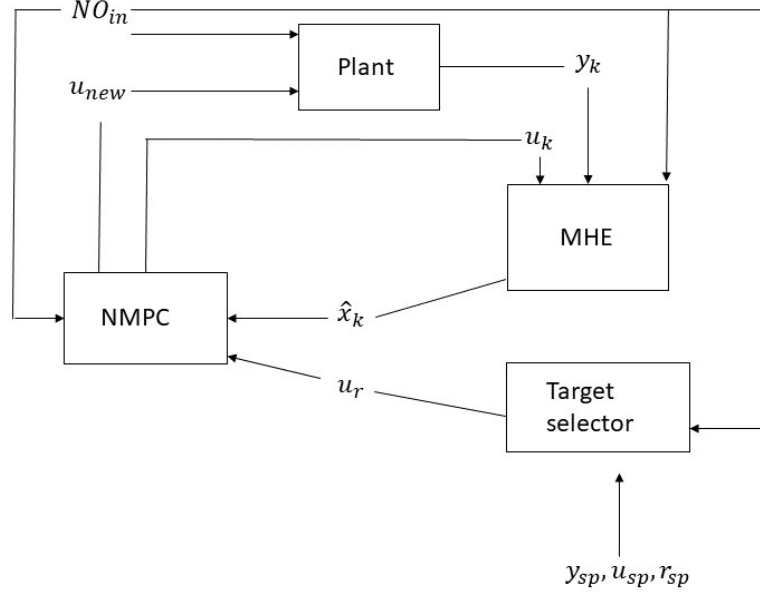 NO_in
Plant
y_k
u_new
u_k
MHE
NMPC
x̂_k
u_r
Target
selector
y_sp, u_sp, r_sp